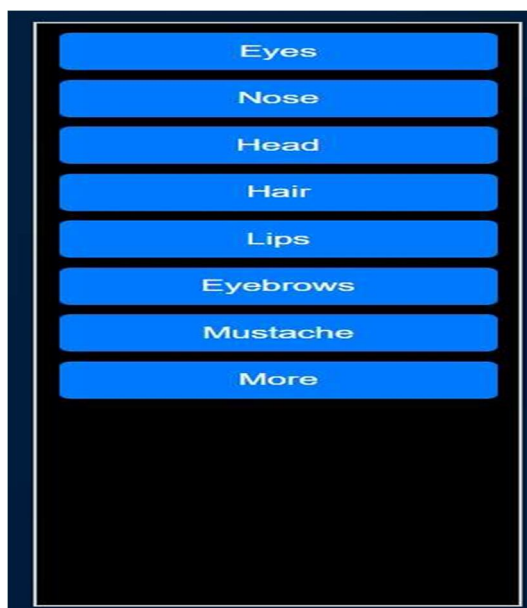 Eyes
Nose
Head
Hair
Lips
Eyebrows
Mustache
More